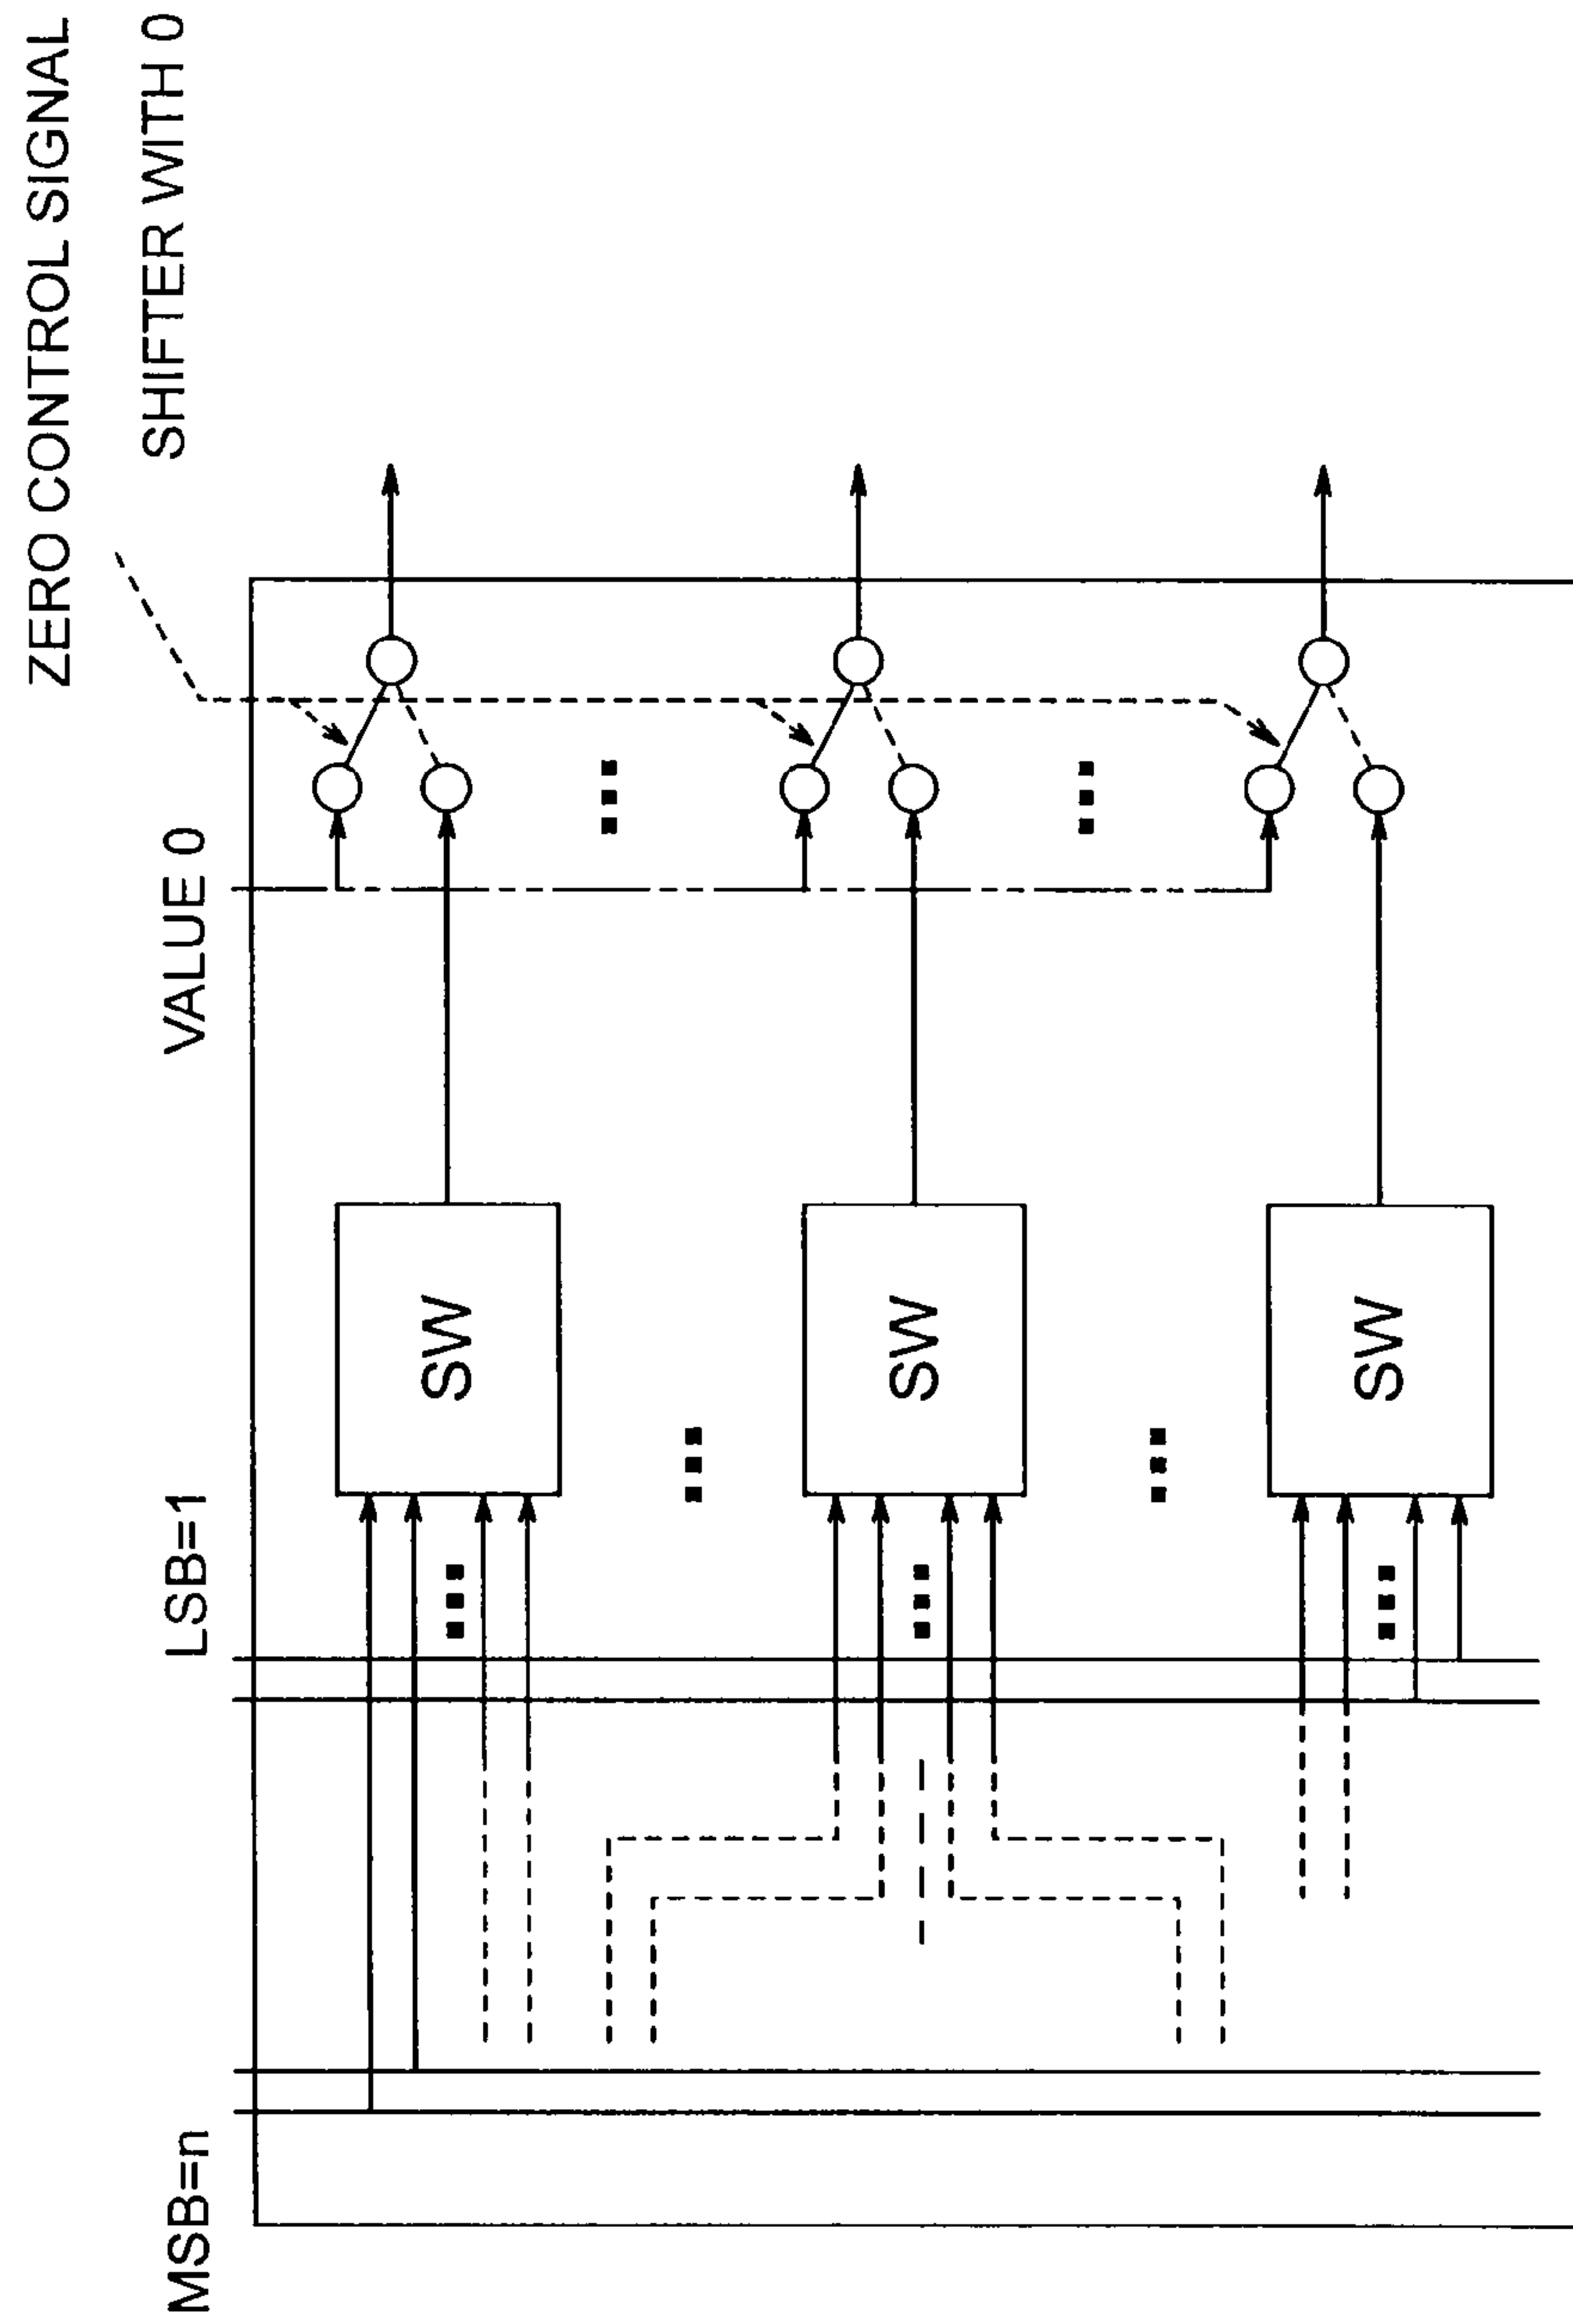 ZERO CONTROL SIGNAL
SHIFTER WITH 0
MSB=n
LSB=1
VALUE 0
SW
SW
SW